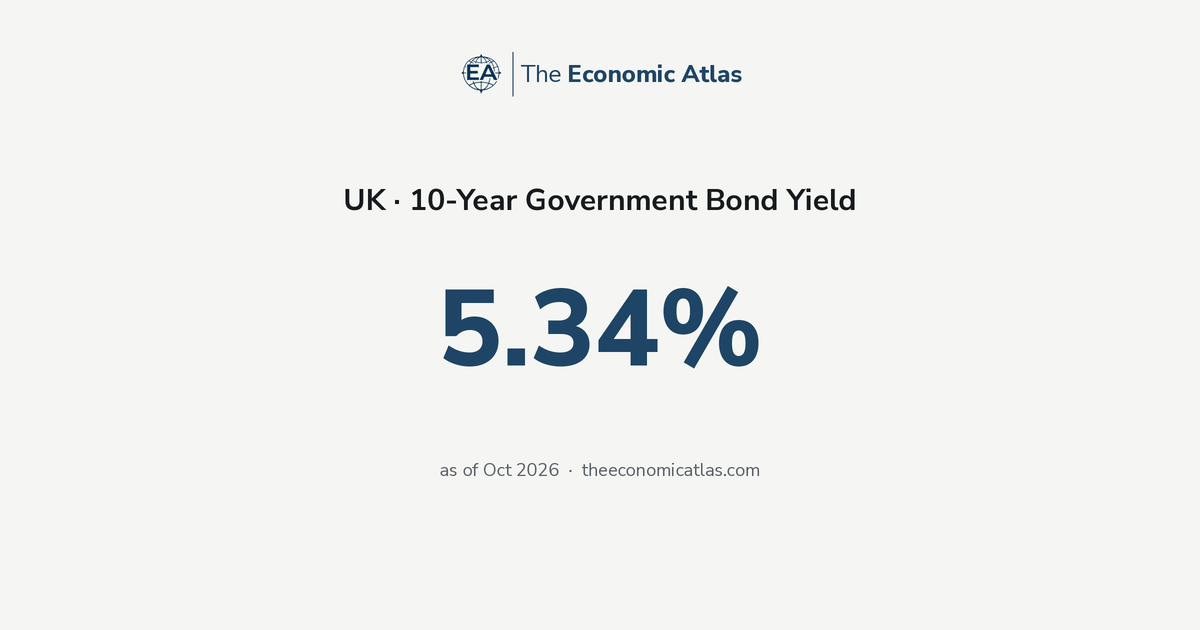 EA The Economic Atlas
UK · 10-Year Government Bond Yield
5.34%
as of Oct 2026 · theeconomicatlas.com